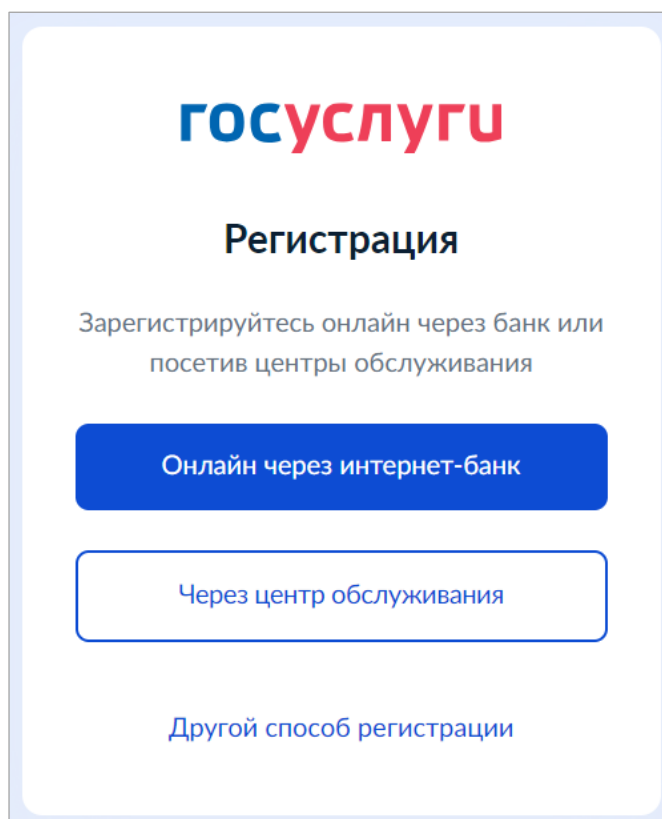 госуслуги
Регистрация
Зарегистрируйтесь онлайн через банк или
посетив центры обслуживания
Онлайн через интернет-банк
Через центр обслуживания
Другой способ регистрации